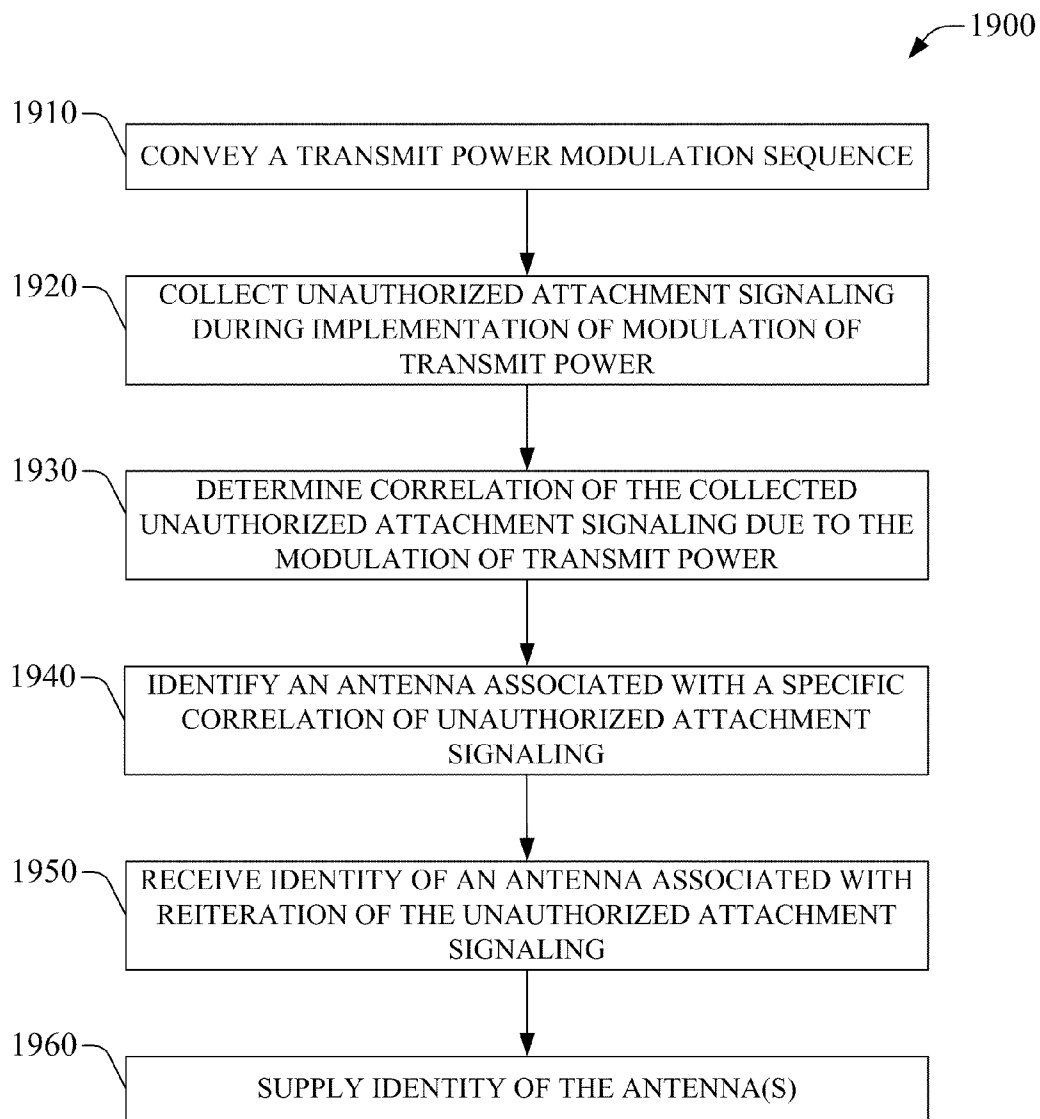 1900
1910
CONVEY A TRANSMIT POWER MODULATION SEQUENCE
1920
COLLECT UNAUTHORIZED ATTACHMENT SIGNALING
DURING IMPLEMENTATION OF MODULATION OF
TRANSMIT POWER
1930
DETERMINE CORRELATION OF THE COLLECTED
UNAUTHORIZED ATTACHMENT SIGNALING DUE TO THE
MODULATION OF TRANSMIT POWER
1940
IDENTIFY AN ANTENNA ASSOCIATED WITH A SPECIFIC
CORRELATION OF UNAUTHORIZED ATTACHMENT
SIGNALING
1950
RECEIVE IDENTITY OF AN ANTENNA ASSOCIATED WITH
REITERATION OF THE UNAUTHORIZED ATTACHMENT
SIGNALING
1960
SUPPLY IDENTITY OF THE ANTENNA(S)